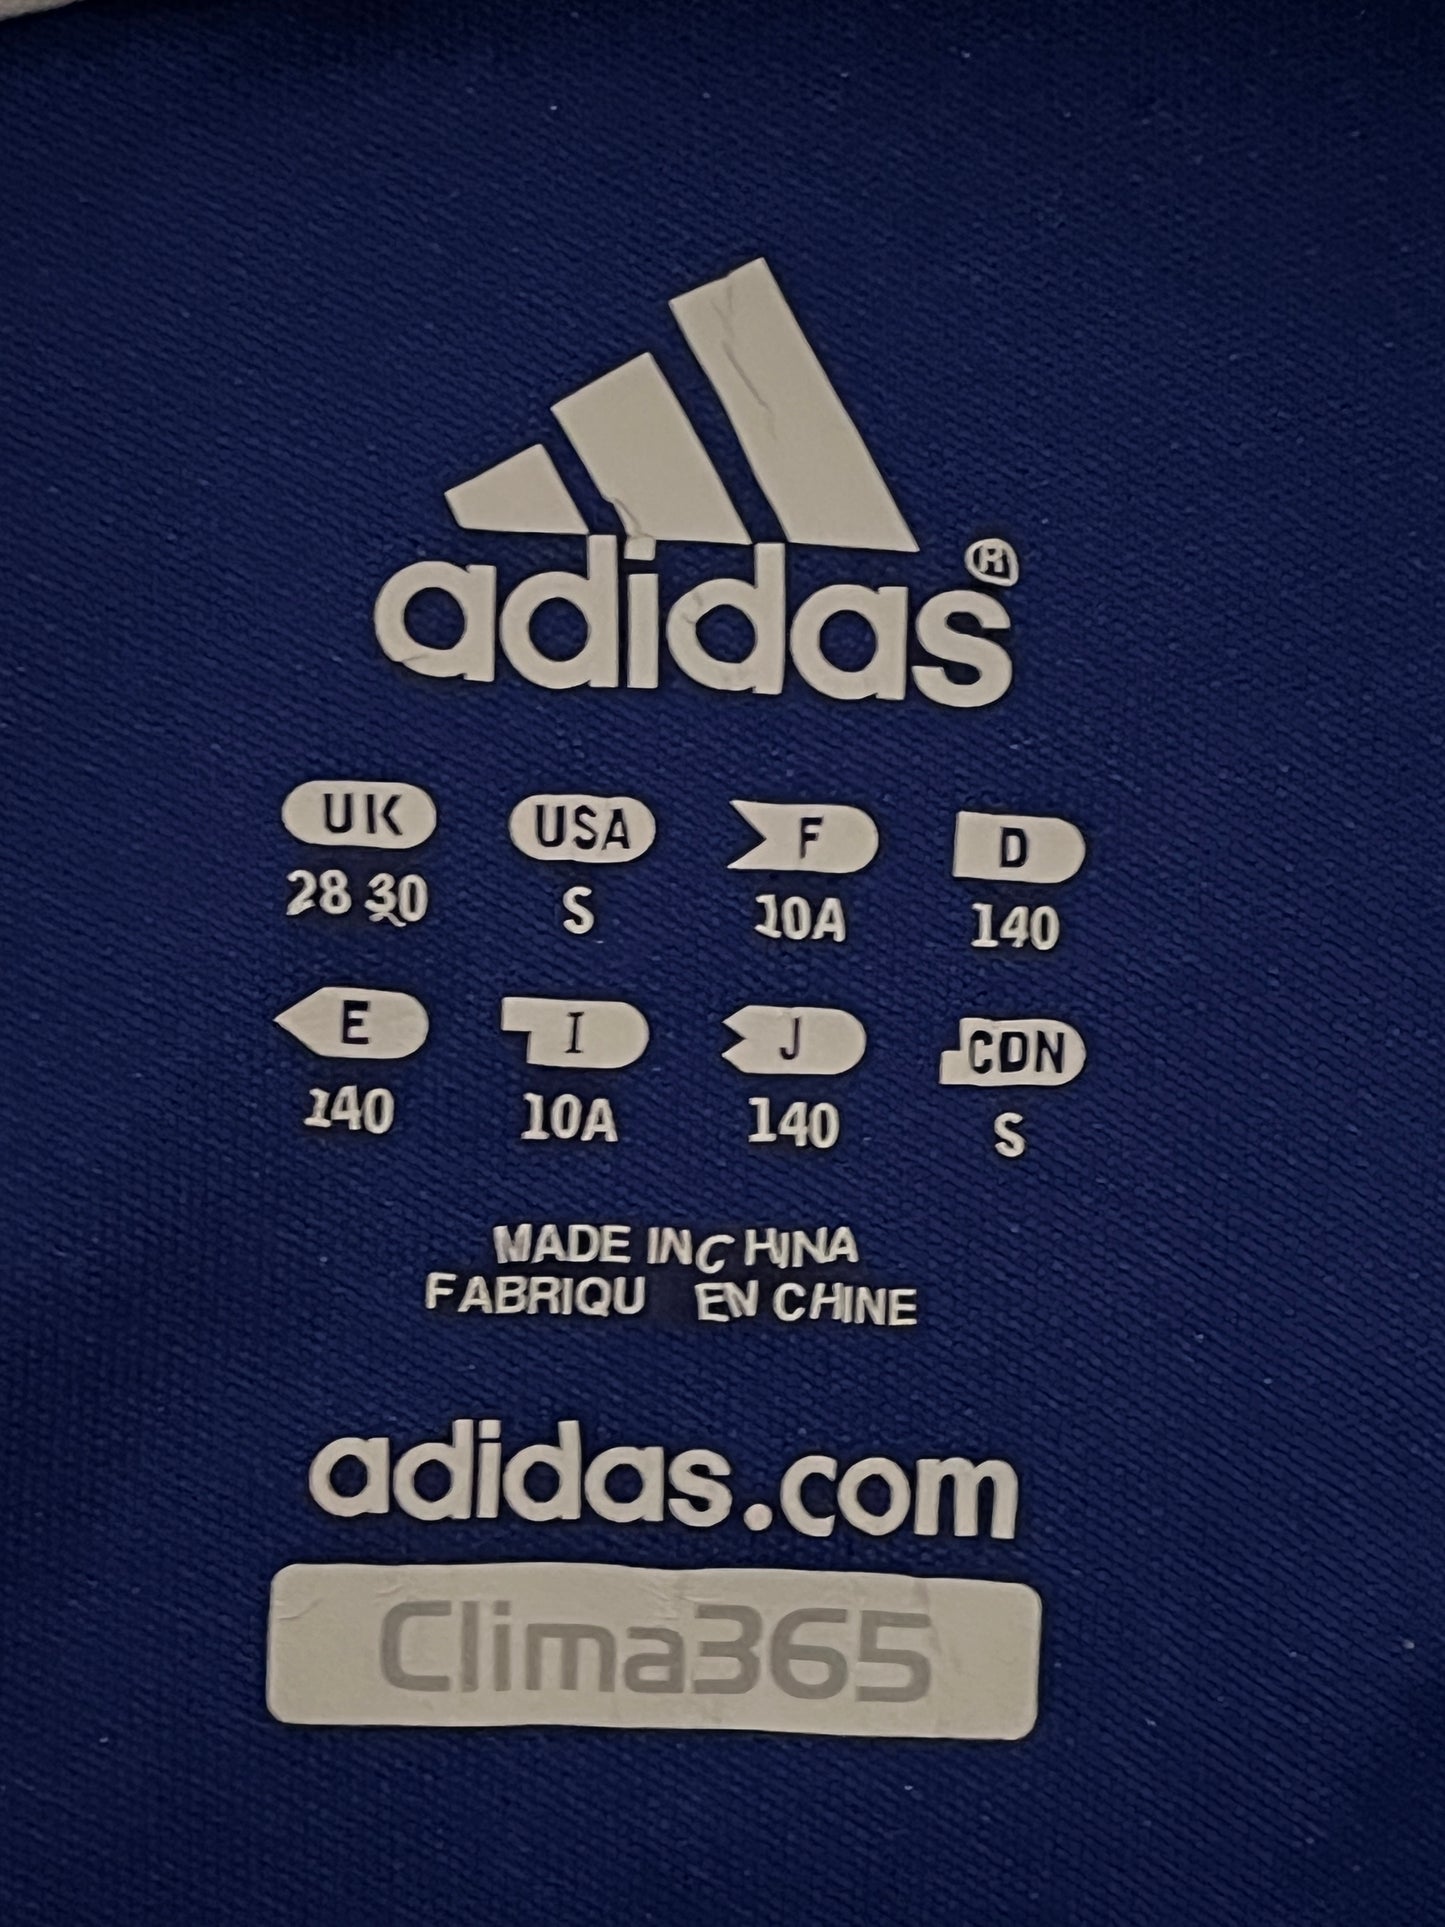 adidas®
UK USA F D
28 30 S 10A 140
E I J CDN
140 10A 140 S
MADE IN CHINA
FABRIQU EN CHINE
adidas.com
Clima365